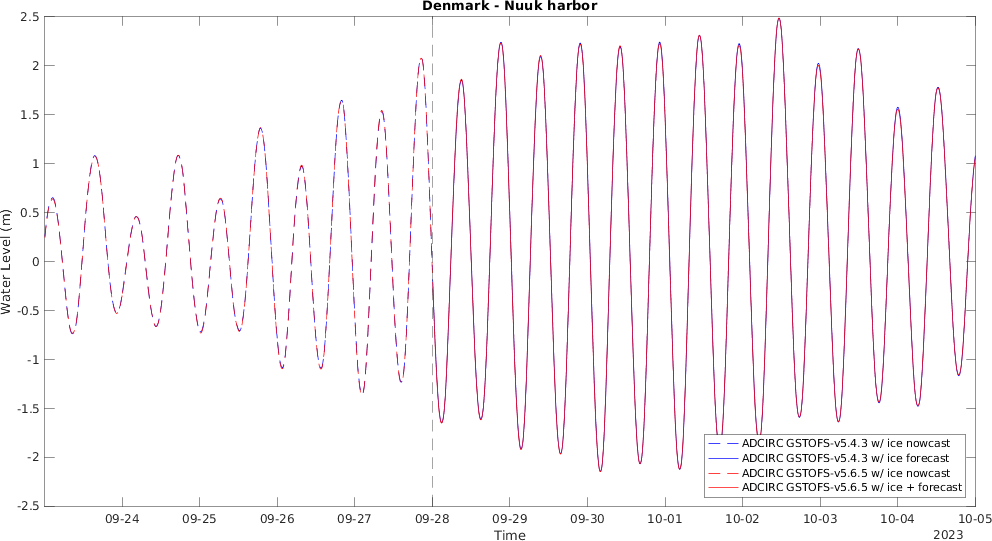 Denmark - Nuuk harbor
Water Level (m)
2.5
2
1.5
1
0.5
0
-0.5
-1
-1.5
-2
-2.5
ADCIRC GSTOFS-v5.4.3 w/ ice nowcast
ADCIRC GSTOFS-v5.4.3 w/ ice forecast
ADCIRC GSTOFS-v5.6.5 w/ ice nowcast
ADCIRC GSTOFS-v5.6.5 w/ ice + forecast
09-24 09-25 09-26 09-27 09-28 09-29 09-30 10-01 10-02 10-03 10-04 10-05
Time
2023